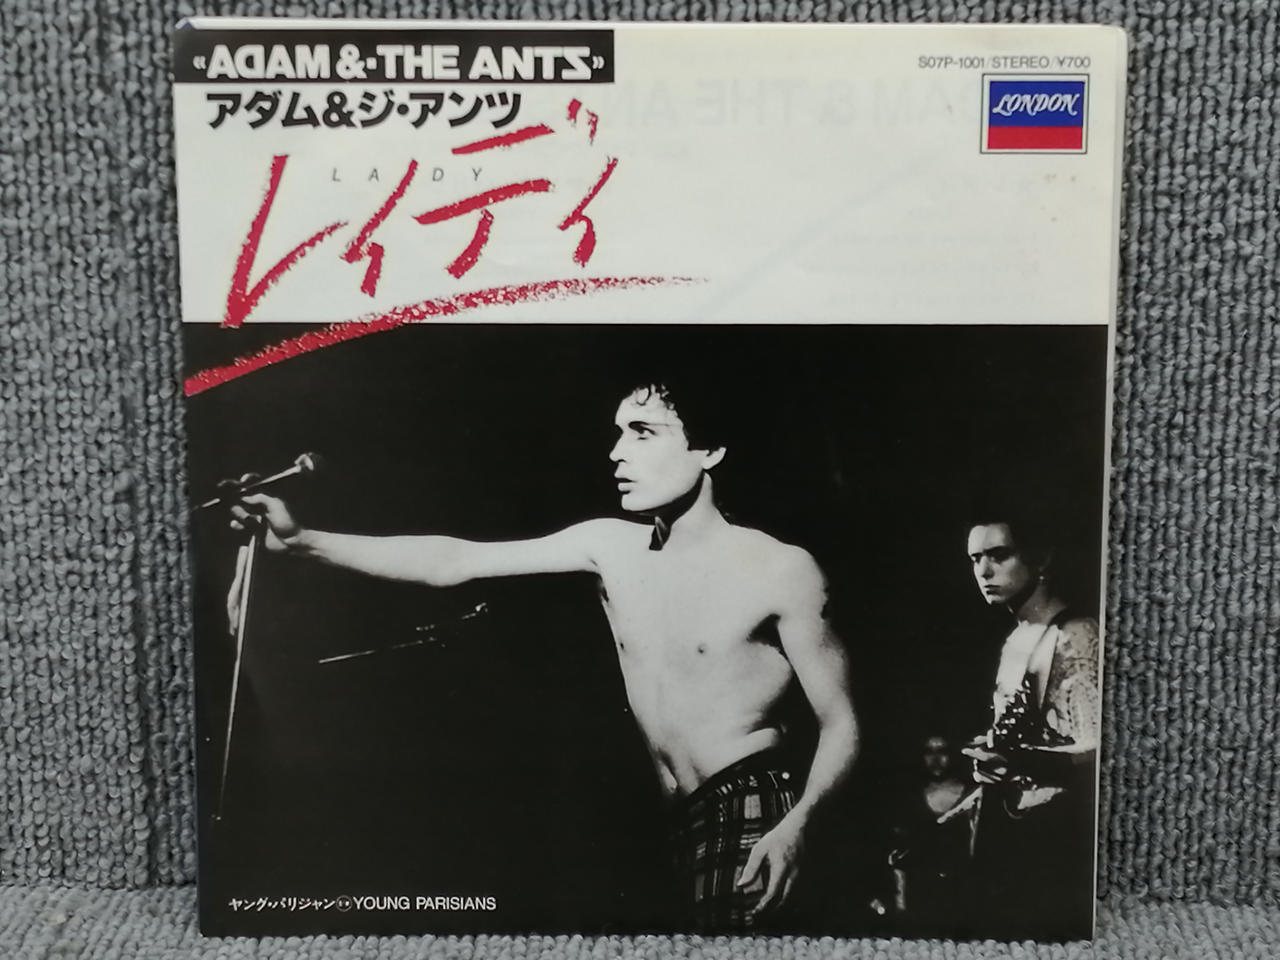 «ADAM &·THE ANTS»
S07P-1001/STEREO/¥700
LONDON
アダム&ジ・アンツ
LADY
レイディ
ヤング・パリジャン YOUNG PARISIANS